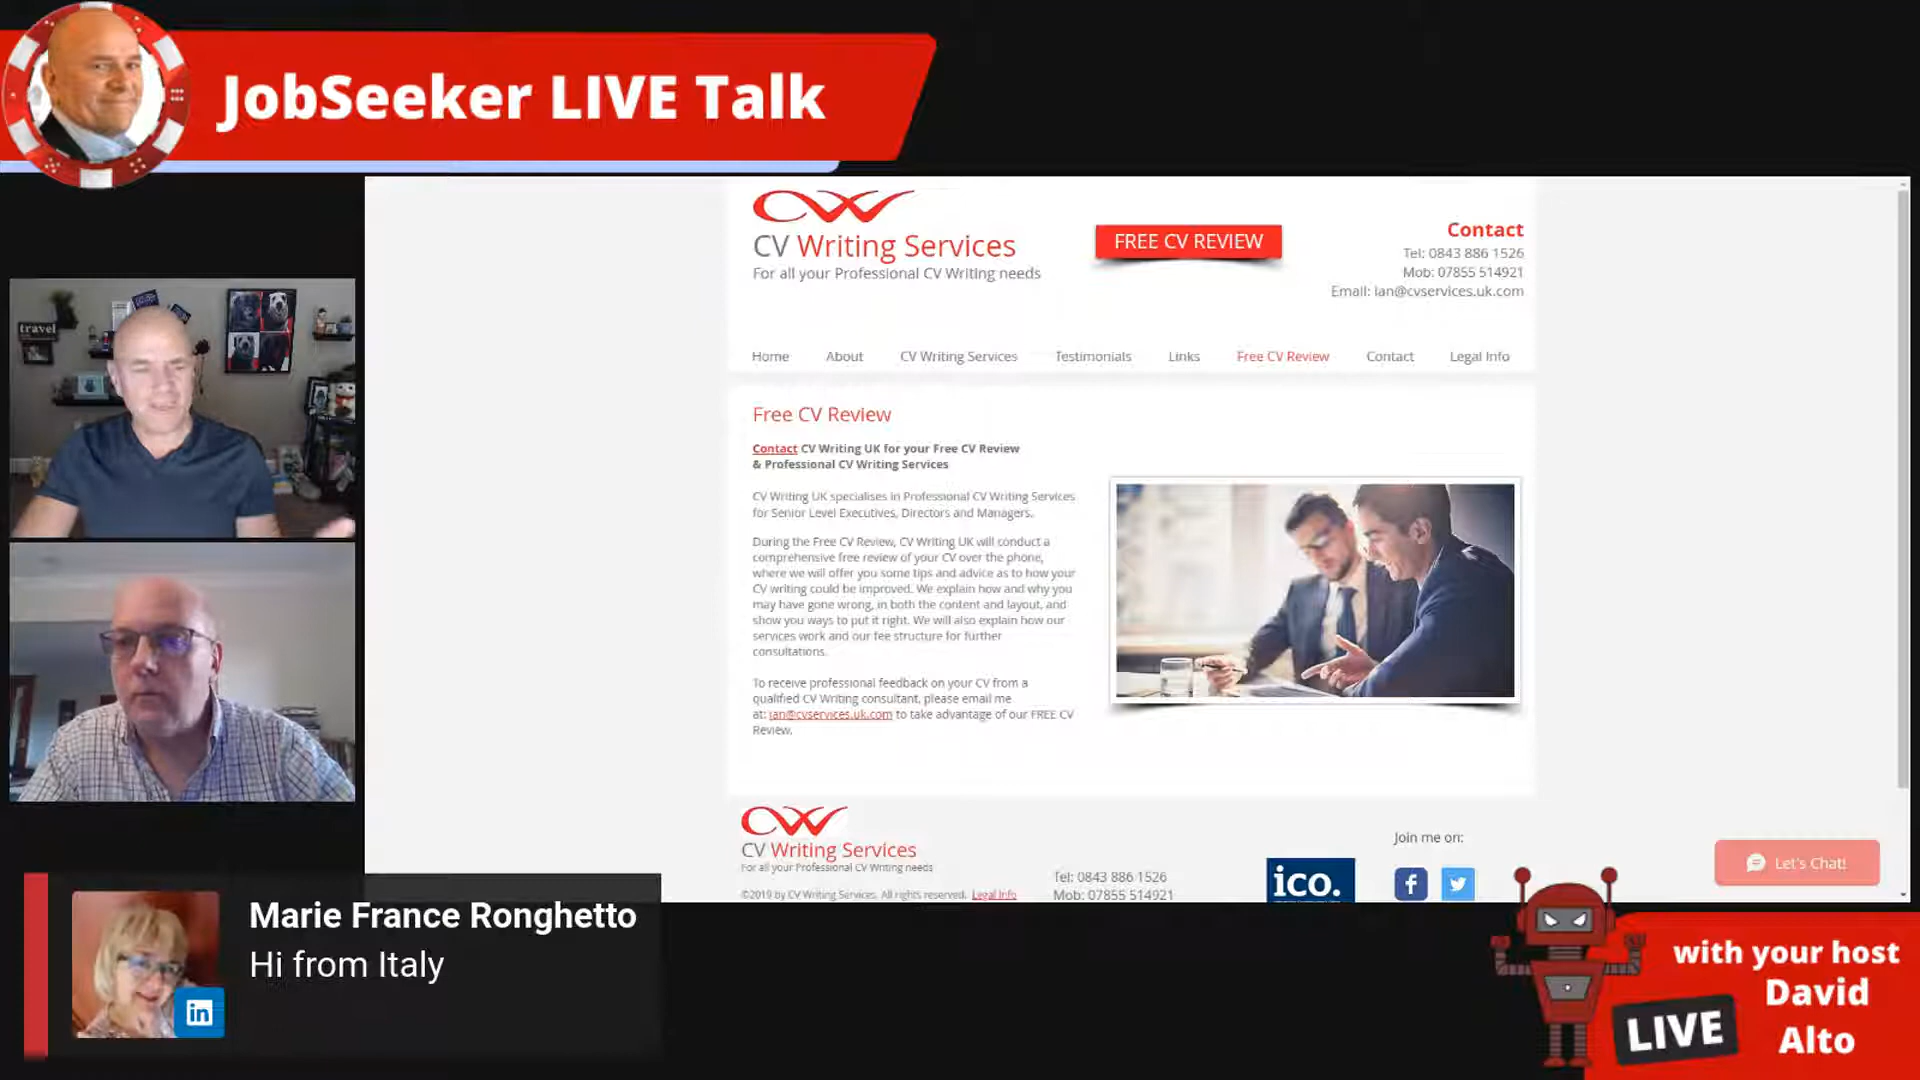 JobSeeker LIVE Talk
CV Writing Services
For all your Professional CV Writing needs
FREE CV REVIEW
Contact
Tel: 0843 886 1526
Mob: 07855 514921
Email: ian@cvservices.uk.com
Home About CV Writing Services Testimonials Links Free CV Review Contact Legal Info
travel
Free CV Review
Contact CV Writing UK for your Free CV Review
& Professional CV Writing Services
CV Writing UK specialises in Professional CV Writing Services
for Senior Level Executives, Directors and Managers.
During the Free CV Review, CV Writing UK will conduct a
comprehensive free review of your CV over the phone,
where we will offer you some tips and advice as to how your
CV writing could be improved. We explain how and why you
may have gone wrong, in both the content and layout, and
show you ways to put it right. We will also explain how our
services work and our fee structure for further
consultations.
To receive professional feedback on your CV from a
qualified CV Writing consultant, please email me
at: ian@cvservices.uk.com to take advantage of our FREE CV
Review.
CV Writing Services
For all your Professional CV Writing needs
©2019 by CV Writing Services. All rights reserved. Legal Info
Tel: 0843 886 1526
Mob: 07855 514921
ico.
Join me on:
Let's Chat!
Marie France Ronghetto
Hi from Italy
in
with your host
David
Alto
LIVE